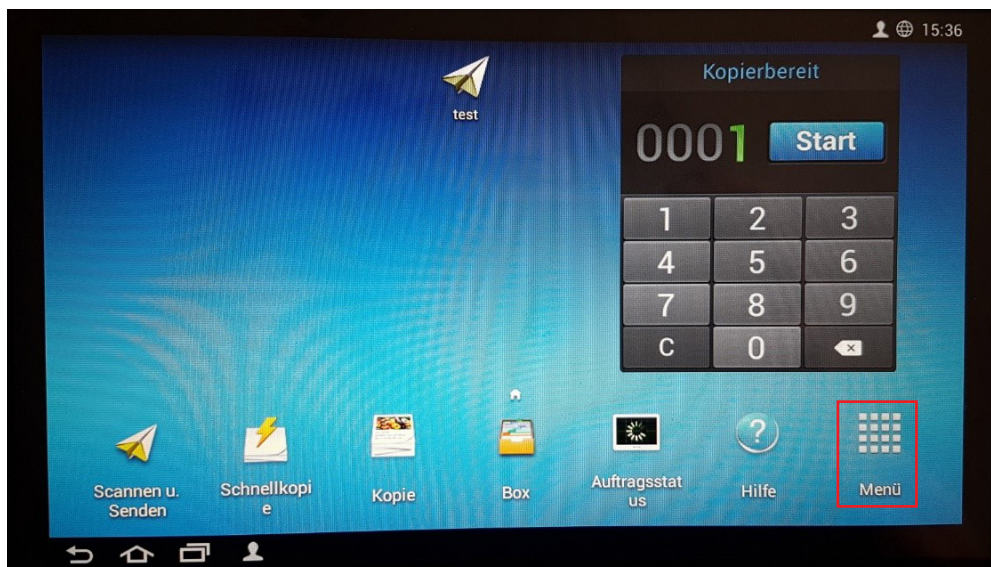 15:36
test
Kopierbereit
0001 Start
1 2 3
4 5 6
7 8 9
C 0
Scannen u.
Senden
Schnellkopi
e
Kopie
Box
Auftragsstat
us
?
Hilfe
Menü